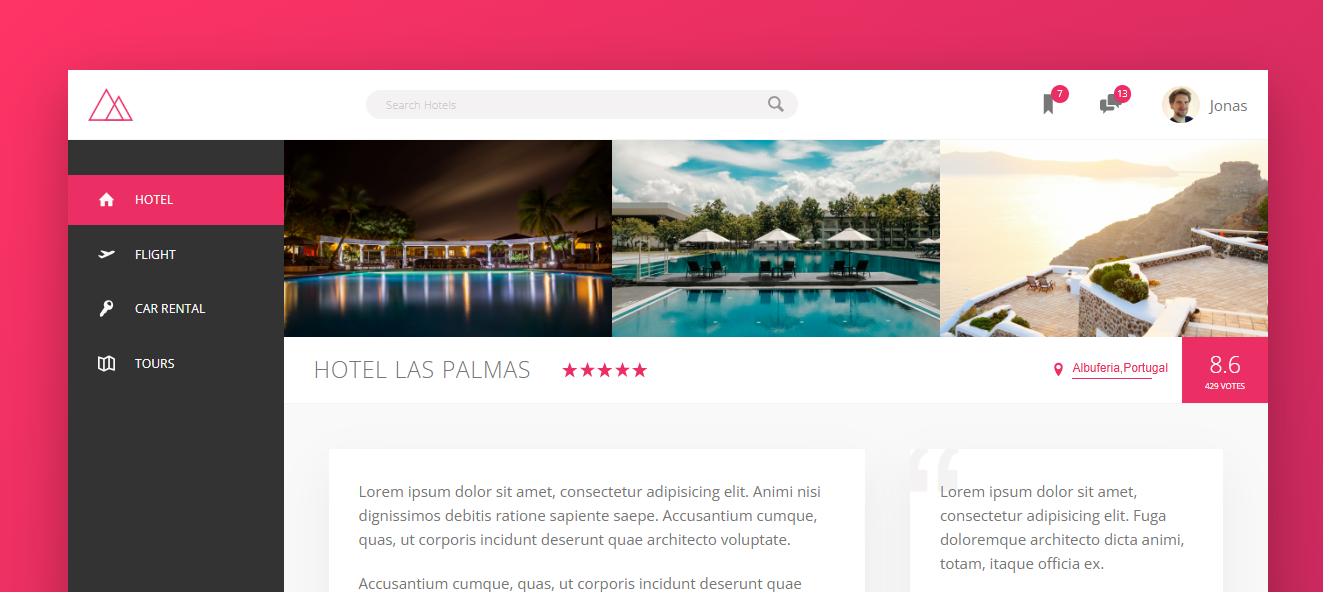 Search Hotels
7
13
Jonas
HOTEL
FLIGHT
CAR RENTAL
TOURS
HOTEL LAS PALMAS
Albuferia,Portugal
8.6
429 VOTES
Lorem ipsum dolor sit amet, consectetur adipisicing elit. Animi nisi
dignissimos debitis ratione sapiente saepe. Accusantium cumque,
quas, ut corporis incidunt deserunt quae architecto voluptate.
Accusantium cumque, quas, ut corporis incidunt deserunt quae
“
Lorem ipsum dolor sit amet,
consectetur adipisicing elit. Fuga
doloremque architecto dicta animi,
totam, itaque officia ex.